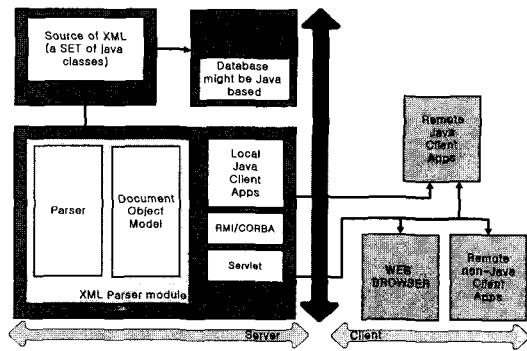 Source of XML
(a SET of java
classes)
Database
might be Java
based
Parser
Document
Object
Model
XML Parser module
Local
Java
Client
Apps
RMI/CORBA
Servlet
Remote
Java
Client
Apps
WEB
BROWSER
Remote
non-Java
Client
Apps
Server
Client